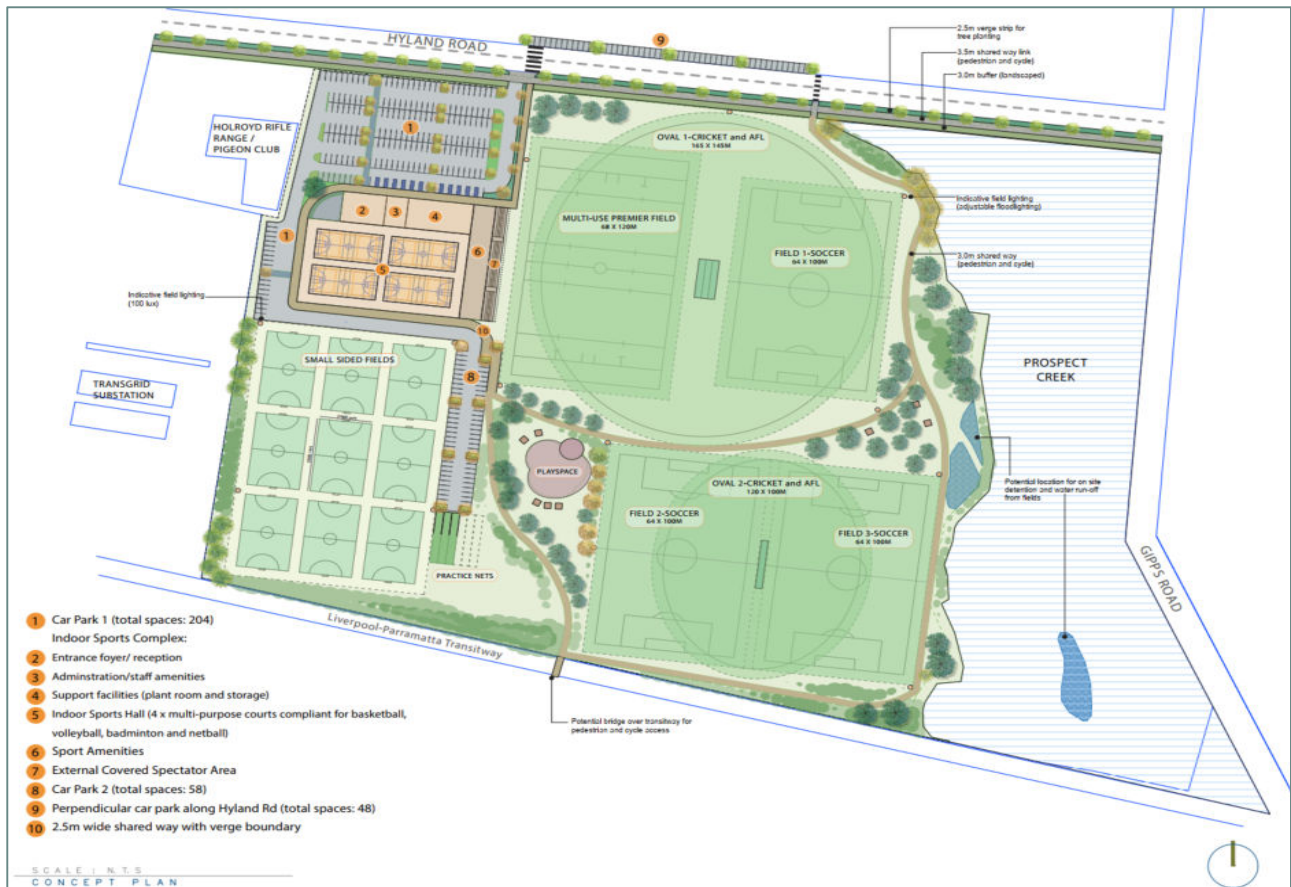 HYLAND ROAD
9
2.5m verge strip for
tree planting
3.5m shared way link
(pedestrian and cycle)
3.0m buffer (landscaped)
HOLROYD RIFLE
RANGE /
PIGEON CLUB
1
OVAL 1-CRICKET and AFL
165 X 145M
MULTI-USE PREMIER FIELD
68 X 120M
FIELD 1-SOCCER
64 X 100M
Indicative field lighting
(adjustable floodlighting)
3.0m shared way
(pedestrian and cycle)
2
3
4
1
6
7
5
Indicative field lighting
(100 lux)
10
SMALL SIDED FIELDS
8
TRANSGRID
SUBSTATION
PROSPECT
CREEK
PLAYSPACE
OVAL 2-CRICKET and AFL
120 X 100M
FIELD 2-SOCCER
64 X 100M
FIELD 3-SOCCER
64 X 100M
Potential location for on site
detention and water run-off
from fields
PRACTICE NETS
GIPPS ROAD
Liverpool-Parramatta Transitway
Potential bridge over transitway for
pedestrian and cycle access
1 Car Park 1 (total spaces: 204)
Indoor Sports Complex:
2 Entrance foyer/ reception
3 Adminstration/staff amenities
4 Support facilities (plant room and storage)
5 Indoor Sports Hall (4 x multi-purpose courts compliant for basketball,
volleyball, badminton and netball)
6 Sport Amenities
7 External Covered Spectator Area
8 Car Park 2 (total spaces: 58)
9 Perpendicular car park along Hyland Rd (total spaces: 48)
10 2.5m wide shared way with verge boundary
SCALE : N.T.S
CONCEPT PLAN